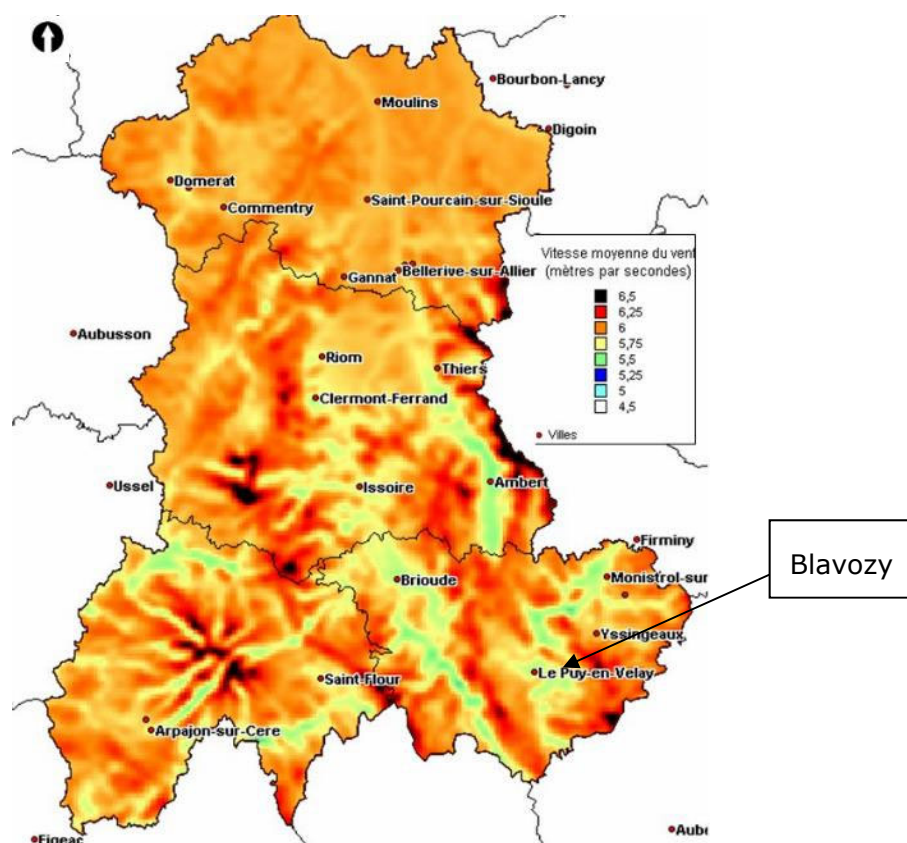 Bourbon-Lancy
Moulins
Digoin
Domerat
Commentry
Saint-Pourcain-sur-Sioule
Vitesse moyenne du vent
(mètres par secondes)
6,5
6,25
6
5,75
5,5
5,25
5
4,5
Villes
Gannat
Bellerive-sur-Allier
Aubusson
Riom
Thiers
Clermont-Ferrand
Ussel
Issoire
Ambert
Firminy
Blavozy
Brioude
Monistrol-sur
Yssingeaux
Le Puy-en-Velay
Saint-Flour
Arpajon-sur-Cere
Figeac
Aube